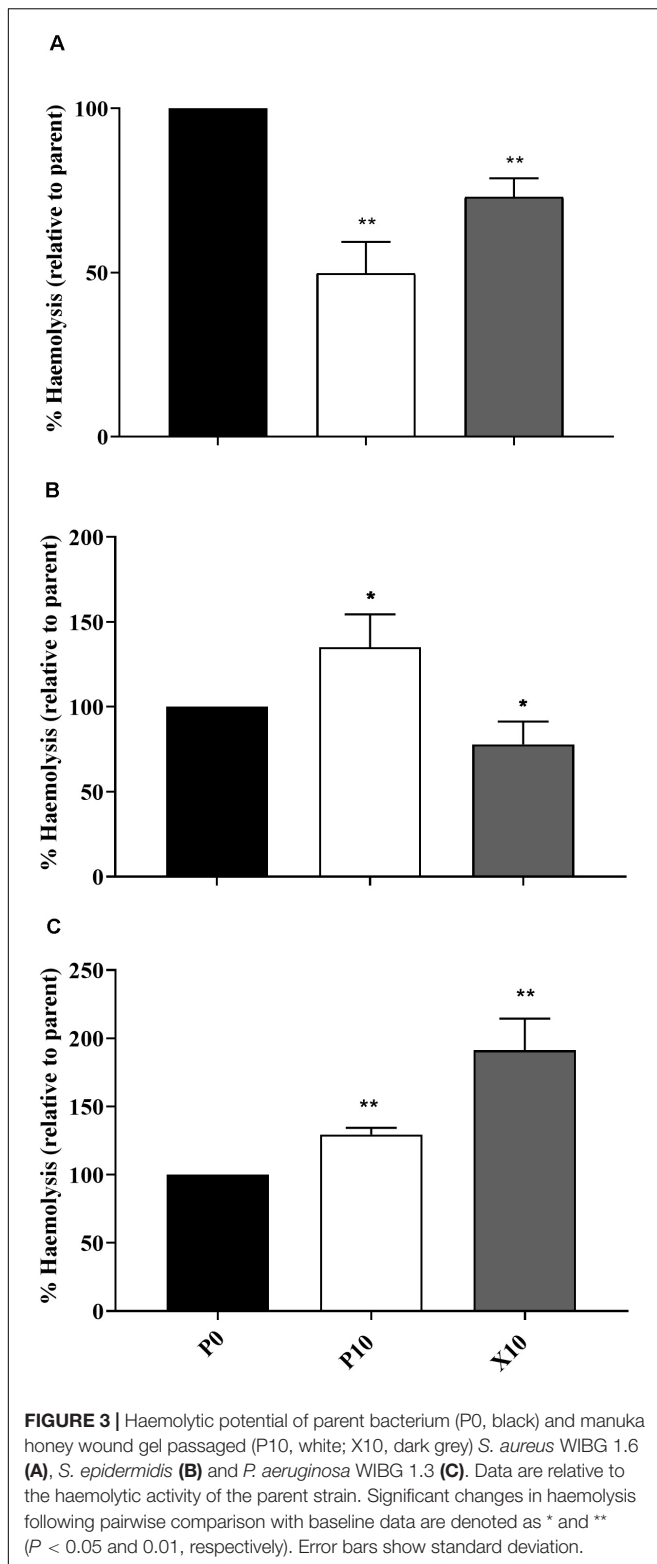 A
% Haemolysis (relative to parent)
100
50
0
**
**
B
% Haemolysis (relative to parent)
200
150
100
50
0
*
*
C
% Haemolysis (relative to parent)
250
200
150
100
50
0
**
**
P0
P10
X10
FIGURE 3 | Haemolytic potential of parent bacterium (P0, black) and manuka
honey wound gel passaged (P10, white; X10, dark grey) S. aureus WIBG 1.6
(A), S. epidermidis (B) and P. aeruginosa WIBG 1.3 (C). Data are relative to
the haemolytic activity of the parent strain. Significant changes in haemolysis
following pairwise comparison with baseline data are denoted as * and **
(P < 0.05 and 0.01, respectively). Error bars show standard deviation.